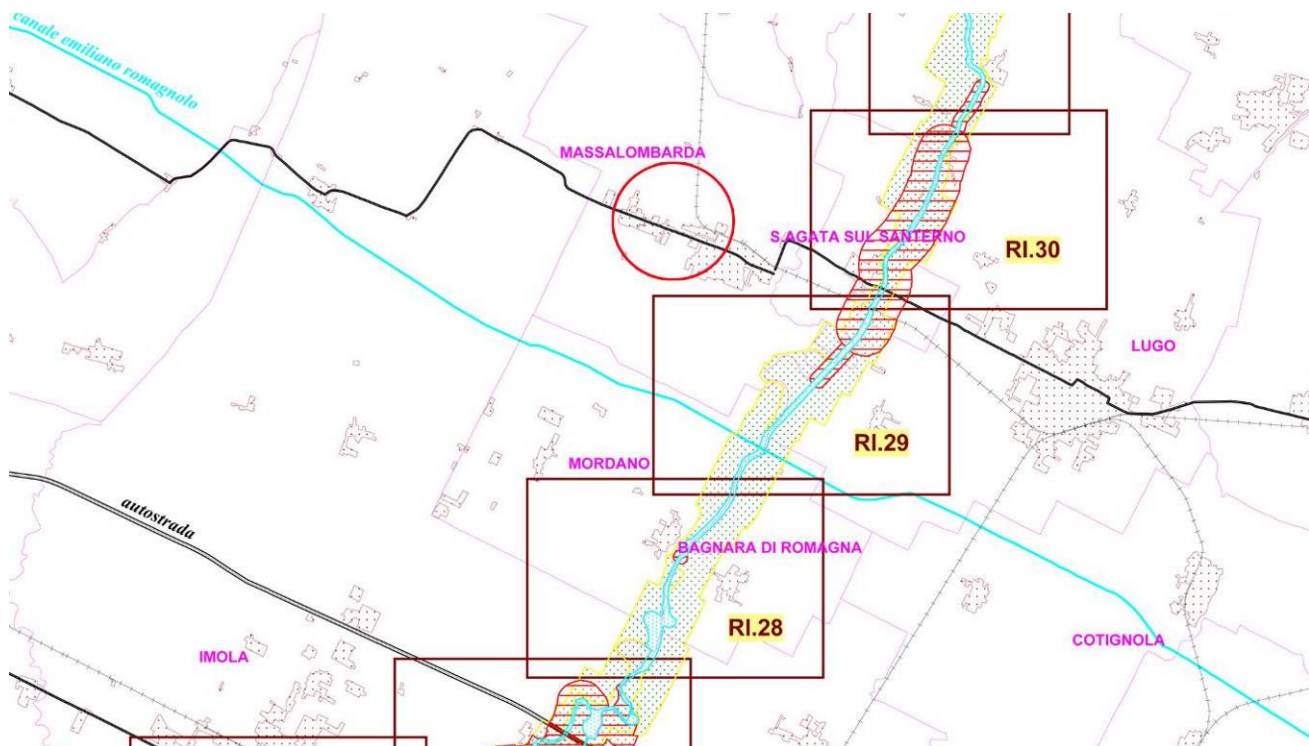 canale emiliano romagnolo
MASSALOMBARDA
S.AGATA SUL SANTERNO
RI.30
LUGO
RI.29
MORDANO
autostrada
BAGNARA DI ROMAGNA
RI.28
IMOLA
COTIGNOLA